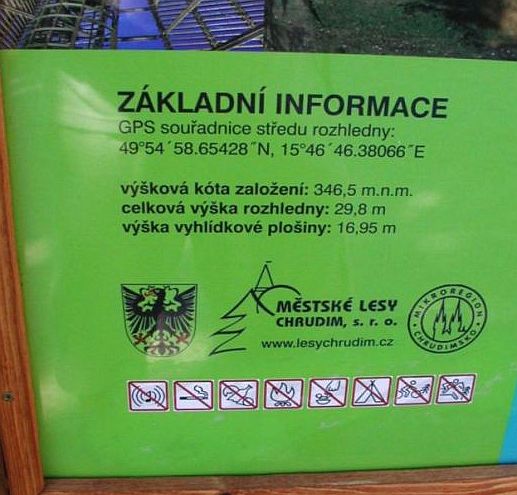 ZÁKLADNÍ INFORMACE
GPS souřadnice středu rozhledny:
49°54´58.65428˝N, 15°46´46.38066˝E
výšková kóta založení: 346,5 m.n.m.
celková výška rozhledny: 29,8 m
výška vyhlídkové plošiny: 16,95 m
MĚSTSKÉ LESY
CHRUDIM, s. r. o.
www.lesychrudim.cz
MIKROREGION
CHRUDIMSKO